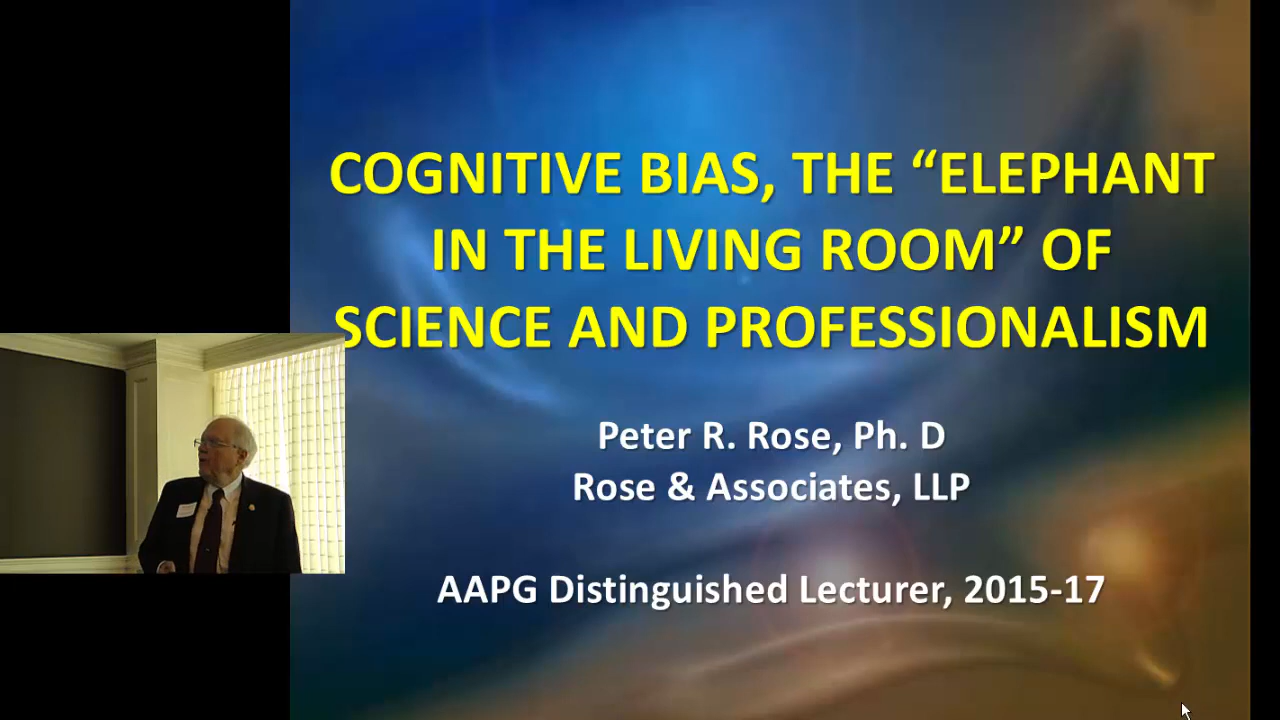 COGNITIVE BIAS, THE “ELEPHANT
IN THE LIVING ROOM” OF
SCIENCE AND PROFESSIONALISM
Peter R. Rose, Ph. D
Rose & Associates, LLP
AAPG Distinguished Lecturer, 2015-17